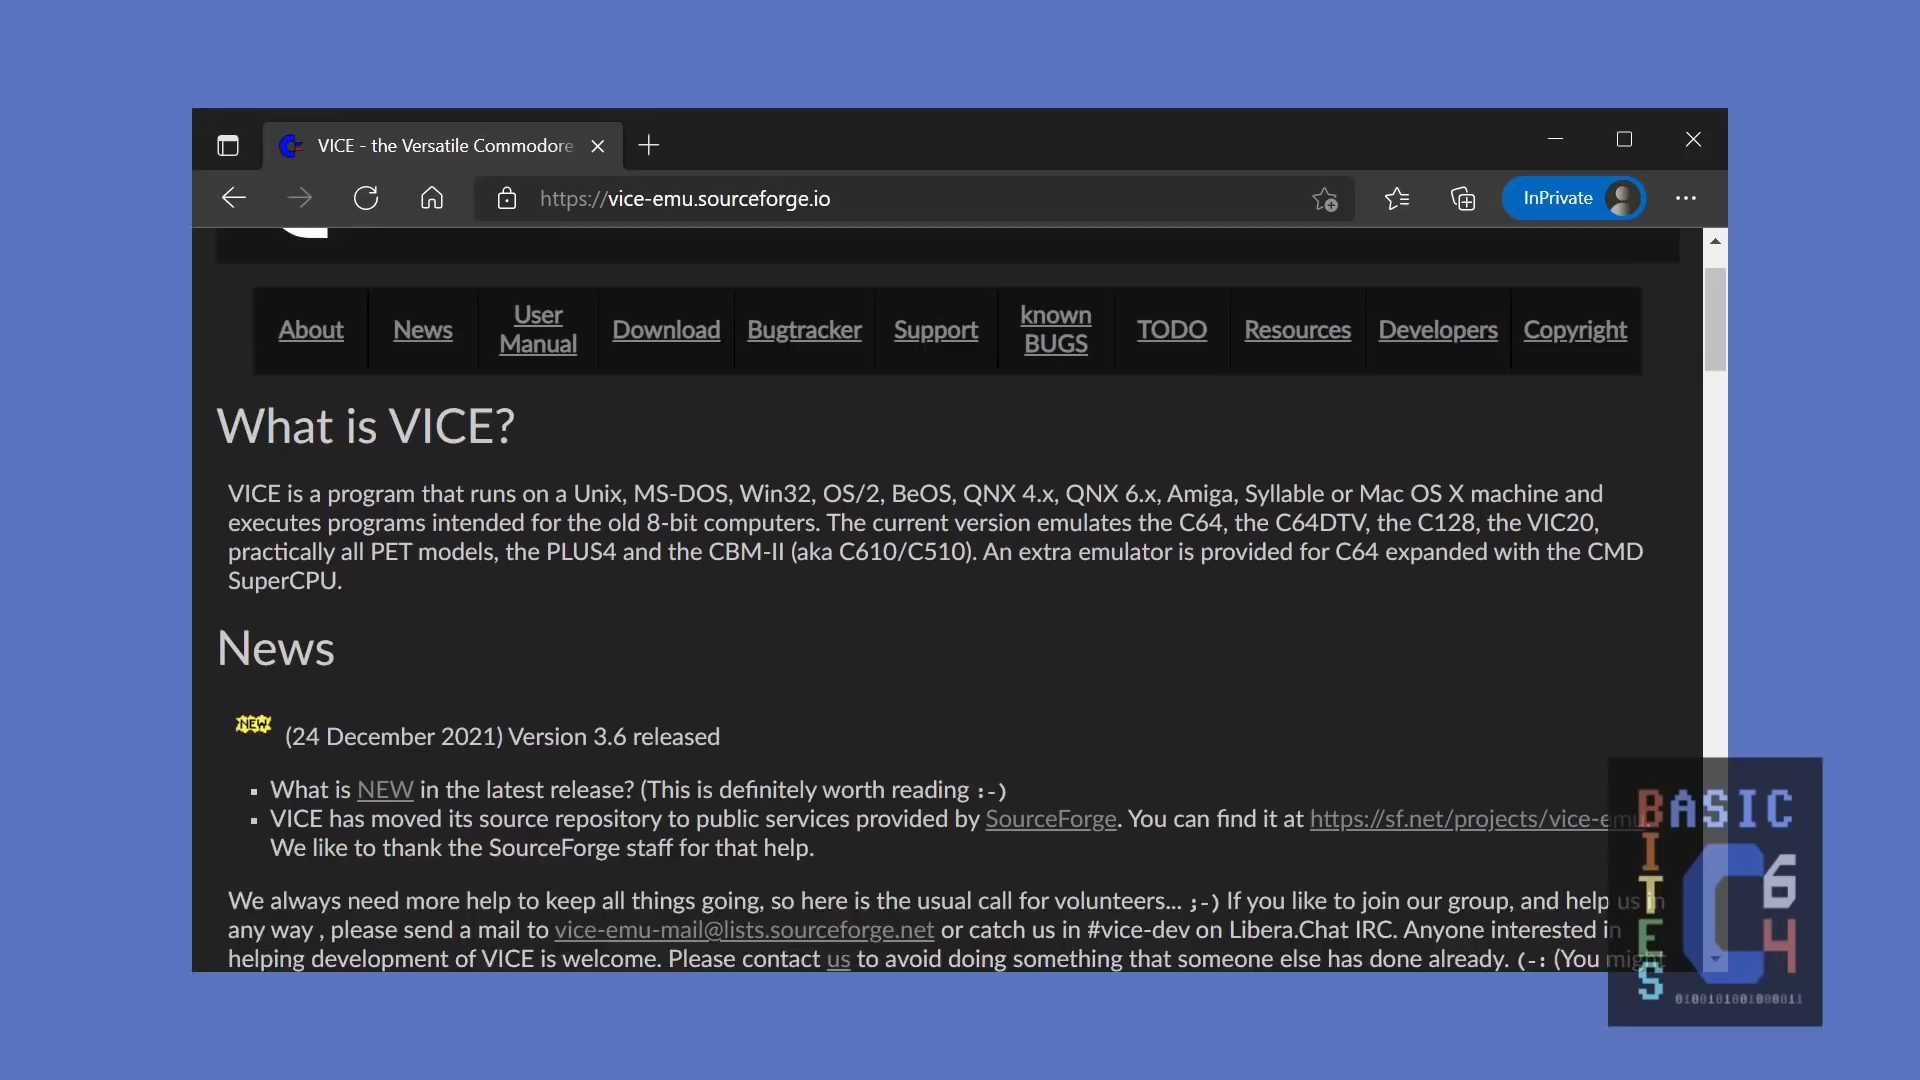 VICE - the Versatile Commodore
https://vice-emu.sourceforge.io
InPrivate
About News User Manual Download Bugtracker Support known BUGS TODO Resources Developers Copyright
What is VICE?
VICE is a program that runs on a Unix, MS-DOS, Win32, OS/2, BeOS, QNX 4.x, QNX 6.x, Amiga, Syllable or Mac OS X machine and
executes programs intended for the old 8-bit computers. The current version emulates the C64, the C64DTV, the C128, the VIC20,
practically all PET models, the PLUS4 and the CBM-II (aka C610/C510). An extra emulator is provided for C64 expanded with the CMD
SuperCPU.
News
NEW
(24 December 2021) Version 3.6 released
What is NEW in the latest release? (This is definitely worth reading :-)
VICE has moved its source repository to public services provided by SourceForge. You can find it at https://sf.net/projects/vice-emu.
We like to thank the SourceForge staff for that help.
We always need more help to keep all things going, so here is the usual call for volunteers... ;-) If you like to join our group, and help us in
any way , please send a mail to vice-emu-mail@lists.sourceforge.net or catch us in #vice-dev on Libera.Chat IRC. Anyone interested in
helping development of VICE is welcome. Please contact us to avoid doing something that someone else has done already. (-: (You might
BASIC
BITES
C64
0100101001000011